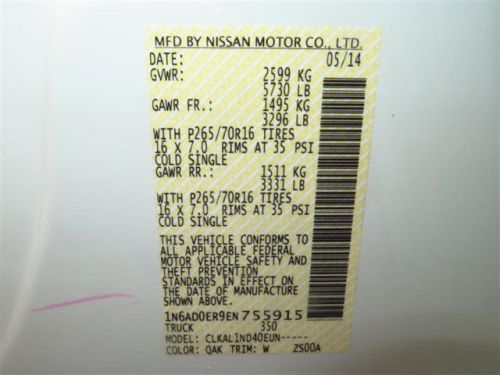 MFD BY NISSAN MOTOR CO., LTD.
DATE: 05/14
GVWR: 2599 KG
5730 LB
GAWR FR.: 1495 KG
3296 LB
WITH P265/70R16 TIRES
16 X 7.0 RIMS AT 35 PSI
COLD SINGLE
GAWR RR.: 1511 KG
3331 LB
WITH P265/70R16 TIRES
16 X 7.0 RIMS AT 35 PSI
COLD SINGLE
THIS VEHICLE CONFORMS TO
ALL APPLICABLE FEDERAL
MOTOR VEHICLE SAFETY AND
THEFT PREVENTION
STANDARDS IN EFFECT ON
THE DATE OF MANUFACTURE
SHOWN ABOVE.
1N6AD0ER9EN755915
TRUCK 350
MODEL: CLKAL1ND40EUN-----
COLOR: QAK TRIM: W ZS00A